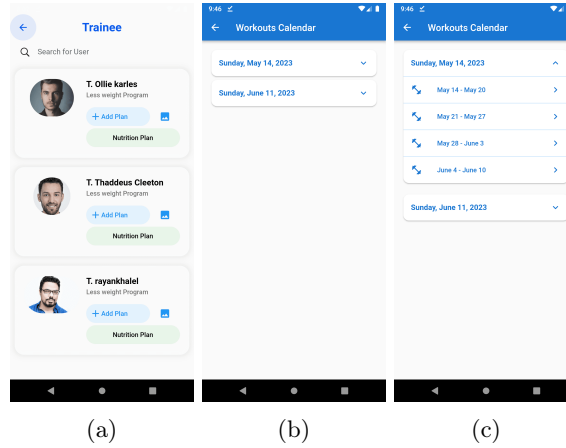 Trainee
Search for User
T. Ollie karles
Less weight Program
+ Add Plan
Nutrition Plan
T. Thaddeus Cleeton
Less weight Program
+ Add Plan
Nutrition Plan
T. rayankhalel
Less weight Program
+ Add Plan
Nutrition Plan
(a)
9:46
Workouts Calendar
Sunday, May 14, 2023
Sunday, June 11, 2023
(b)
9:46
Workouts Calendar
Sunday, May 14, 2023
May 14 - May 20
May 21 - May 27
May 28 - June 3
June 4 - June 10
Sunday, June 11, 2023
(c)